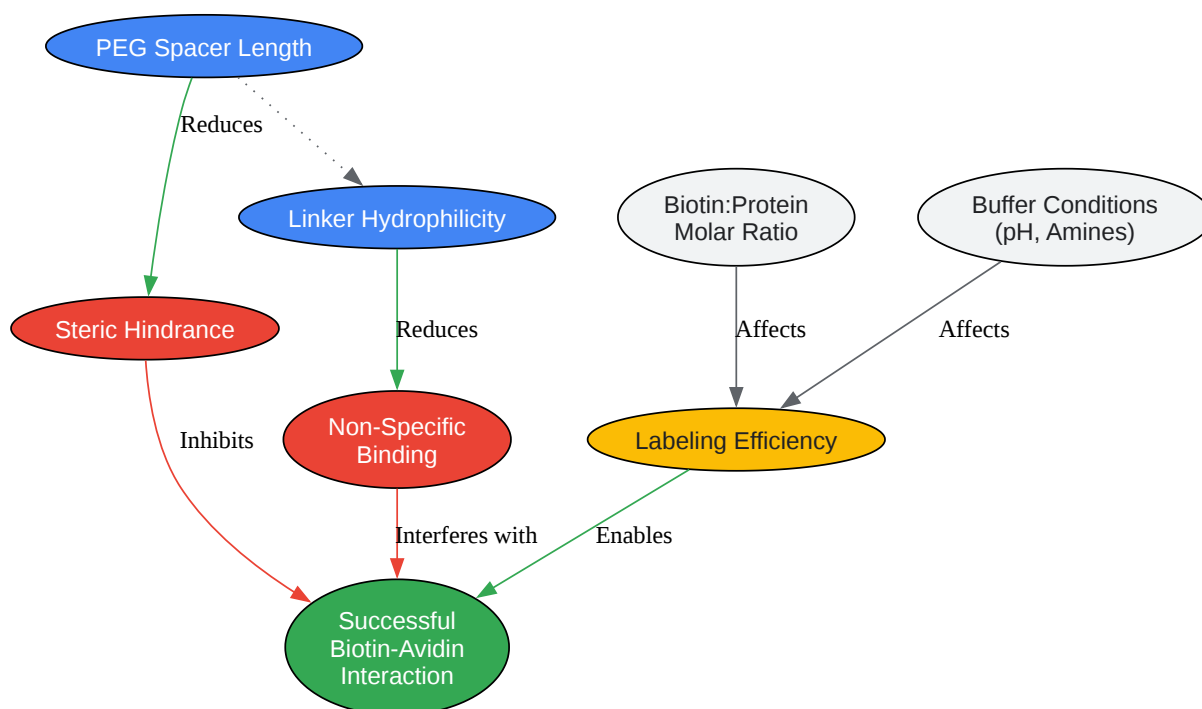 PEG Spacer Length
Reduces
Linker Hydrophilicity
Biotin:Protein
Molar Ratio
Buffer Conditions
(pH, Amines)
Steric Hindrance
Reduces
Affects
Affects
Non-Specific
Binding
Labeling Efficiency
Inhibits
Interferes with
Enables
Successful
Biotin-Avidin
Interaction